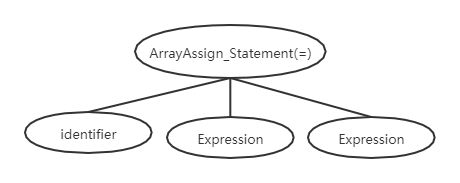 ArrayAssign_Statement(=)
identifier
Expression
Expression